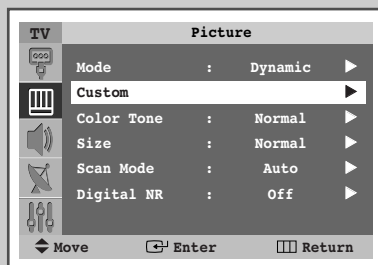 TV Picture
Mode : Dynamic
Custom
Color Tone : Normal
Size : Normal
Scan Mode : Auto
Digital NR : Off
Move Enter Return